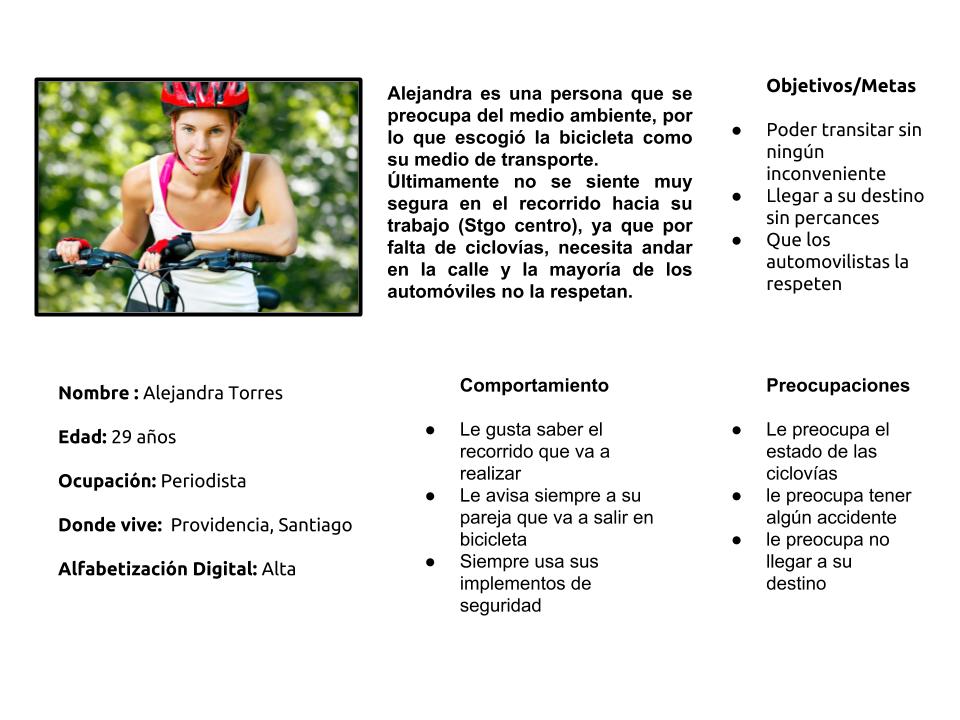 Alejandra es una persona que se
preocupa del medio ambiente, por
lo que escogió la bicicleta como
su medio de transporte.
Últimamente no se siente muy
segura en el recorrido hacia su
trabajo (Stgo centro), ya que por
falta de ciclovías, necesita andar
en la calle y la mayoría de los
automóviles no la respetan.
Objetivos/Metas
● Poder transitar sin
ningún
inconveniente
● Llegar a su destino
sin percances
● Que los
automovilistas la
respeten
Nombre : Alejandra Torres
Edad: 29 años
Ocupación: Periodista
Donde vive: Providencia, Santiago
Alfabetización Digital: Alta
Comportamiento
● Le gusta saber el
recorrido que va a
realizar
● Le avisa siempre a su
pareja que va a salir en
bicicleta
● Siempre usa sus
implementos de
seguridad
Preocupaciones
● Le preocupa el
estado de las
ciclovías
● le preocupa tener
algún accidente
● le preocupa no
llegar a su
destino